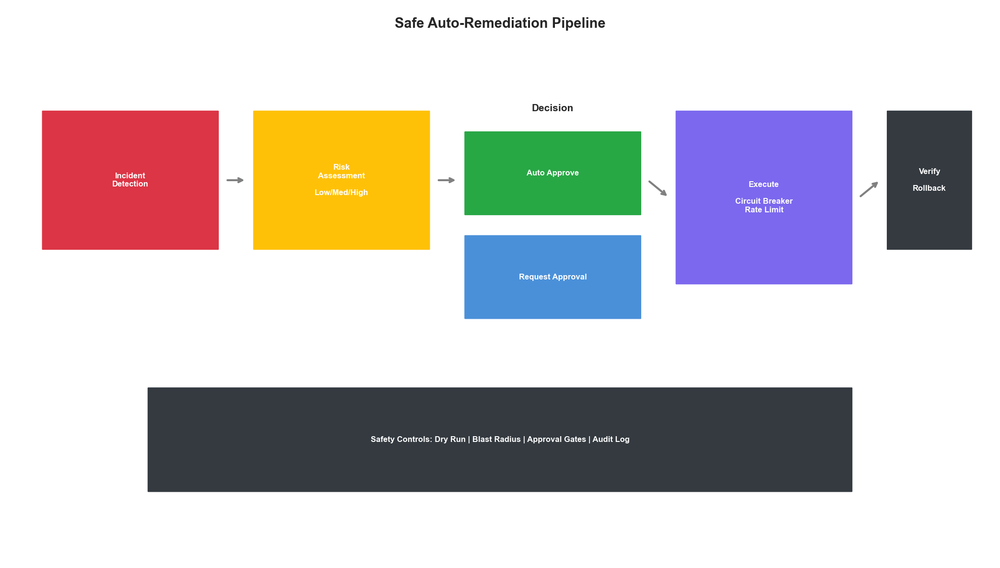 Safe Auto-Remediation Pipeline
Incident
Detection
Risk
Assessment
Low/Med/High
Decision
Auto Approve
Request Approval
Execute
Circuit Breaker
Rate Limit
Verify
Rollback
Safety Controls: Dry Run | Blast Radius | Approval Gates | Audit Log